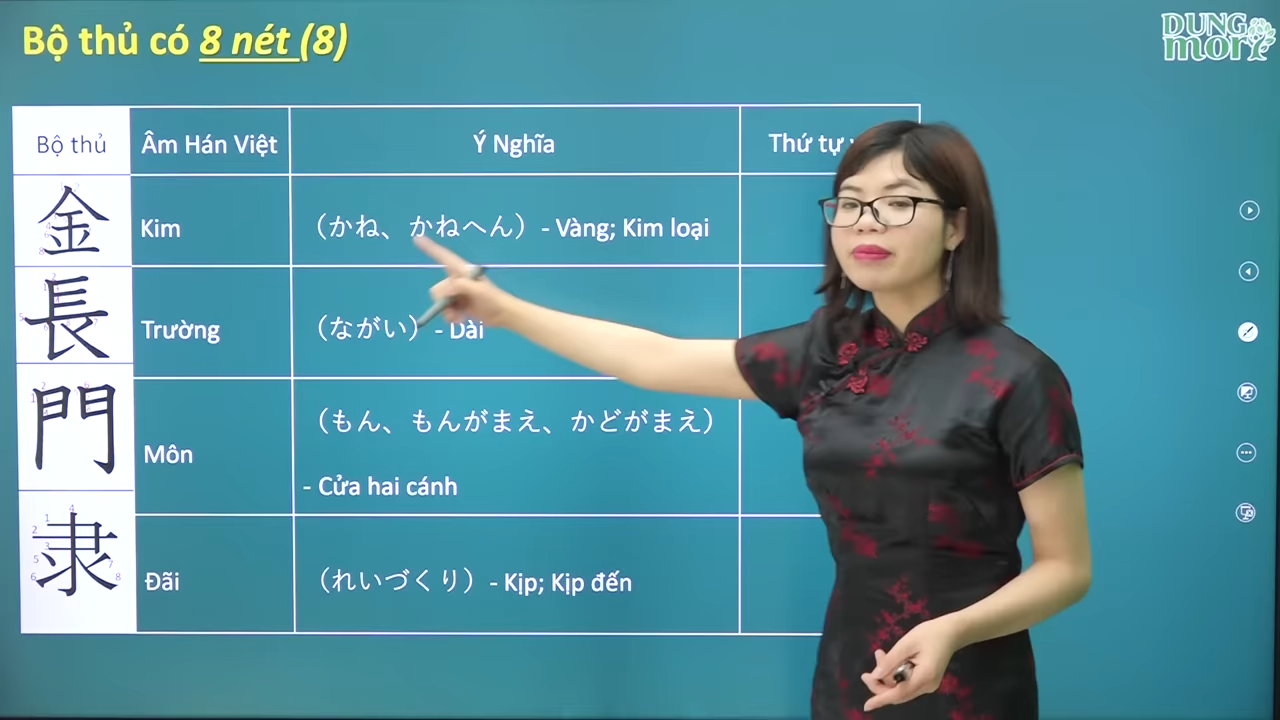 Bộ thủ có 8 nét (8)
DUNG
mori
Bộ thủ
Âm Hán Việt
Ý Nghĩa
Thứ tự
金
Kim
（かね、かねへん）- Vàng; Kim loại
長
Trường
（ながい）- Dài
門
Môn
（もん、もんがまえ、かどがまえ）
- Cửa hai cánh
隶
Đãi
（れいづくり）- Kịp; Kịp đến